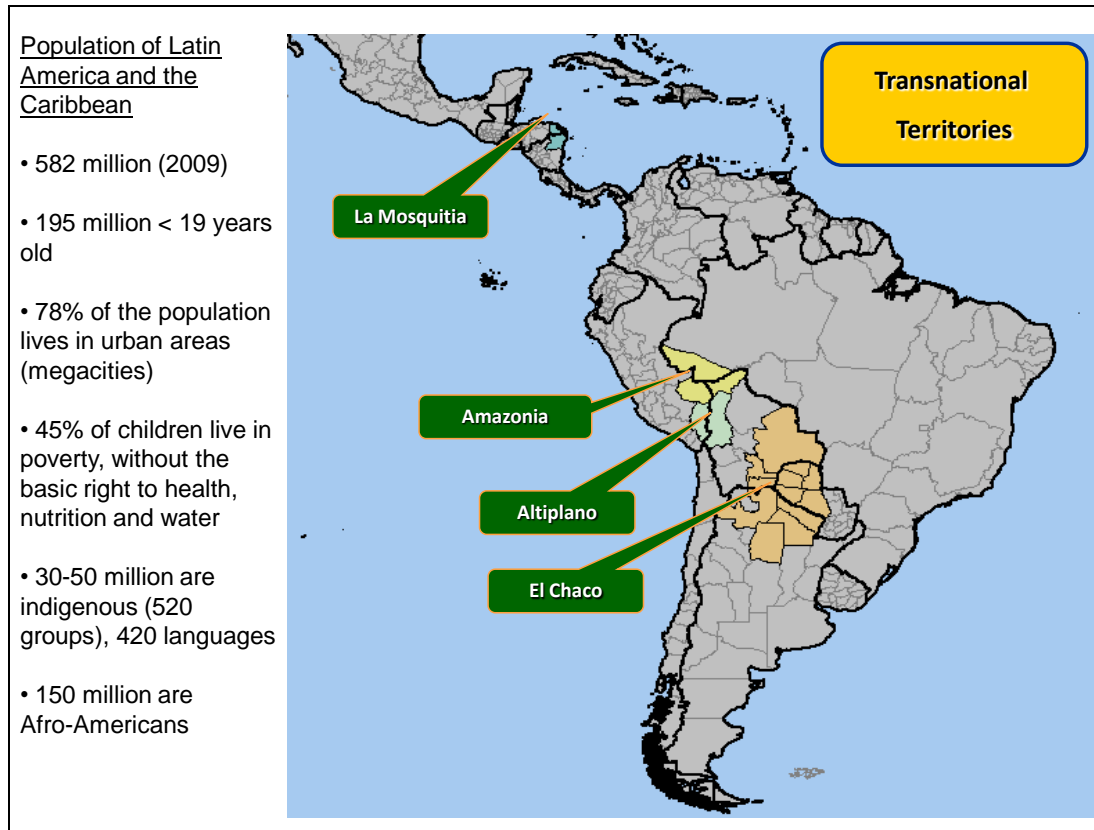 Population of Latin
America and the
Caribbean
• 582 million (2009)
• 195 million < 19 years
old
• 78% of the population
lives in urban areas
(megacities)
• 45% of children live in
poverty, without the
basic right to health,
nutrition and water
• 30-50 million are
indigenous (520
groups), 420 languages
• 150 million are
Afro-Americans
Transnational
Territories
La Mosquitia
Amazonia
Altiplano
El Chaco